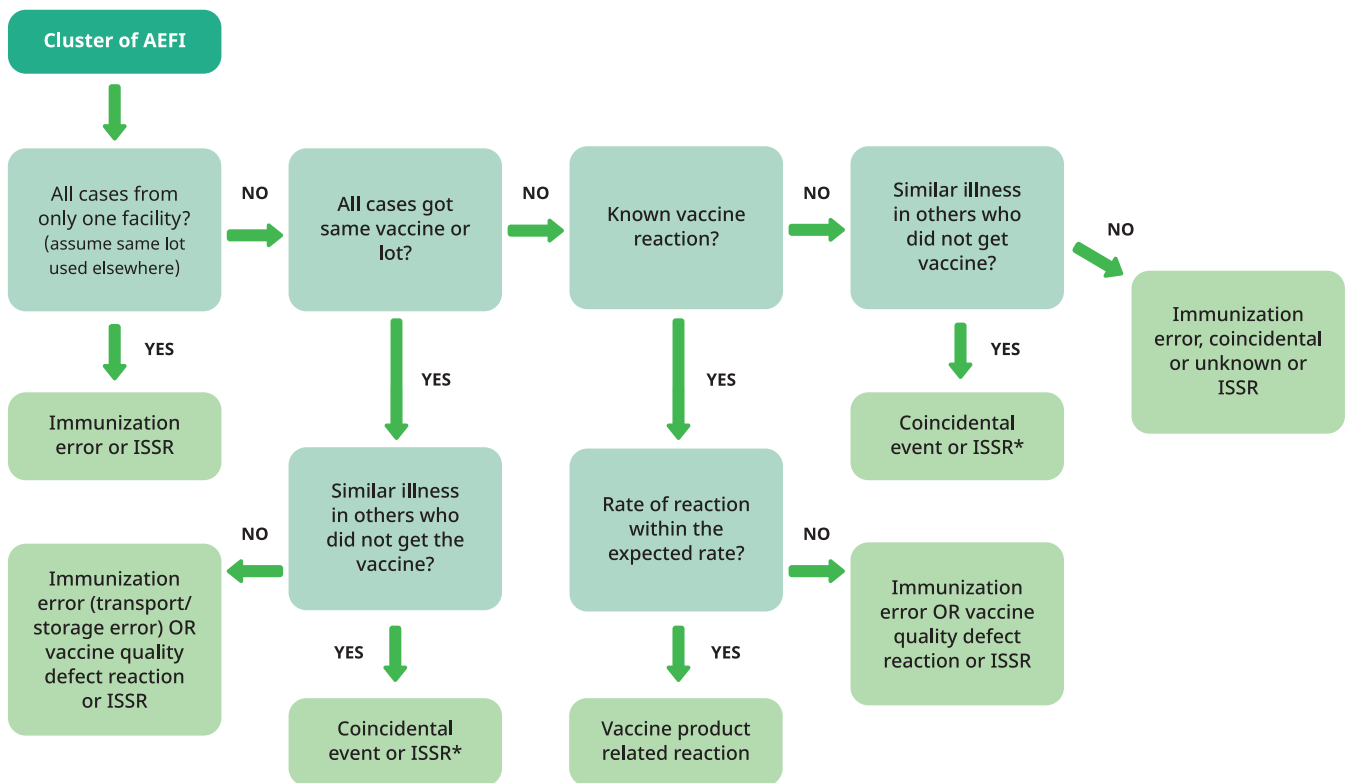 Cluster of AEFI
All cases from
only one facility?
(assume same lot
used elsewhere)
NO
All cases got
same vaccine or
lot?
NO
Known vaccine
reaction?
NO
Similar illness
in others who
did not get
vaccine?
NO
Immunization
error, coincidental
or unknown or
ISSR
YES
Immunization
error or ISSR
YES
Similar illness
in others who
did not get the
vaccine?
YES
Rate of reaction
within the
expected rate?
YES
Coincidental
event or ISSR*
NO
Immunization
error (transport/
storage error) OR
vaccine quality
defect reaction
or ISSR
YES
Coincidental
event or ISSR*
YES
Vaccine product
related reaction
NO
Immunization
error OR vaccine
quality defect
reaction or ISSR